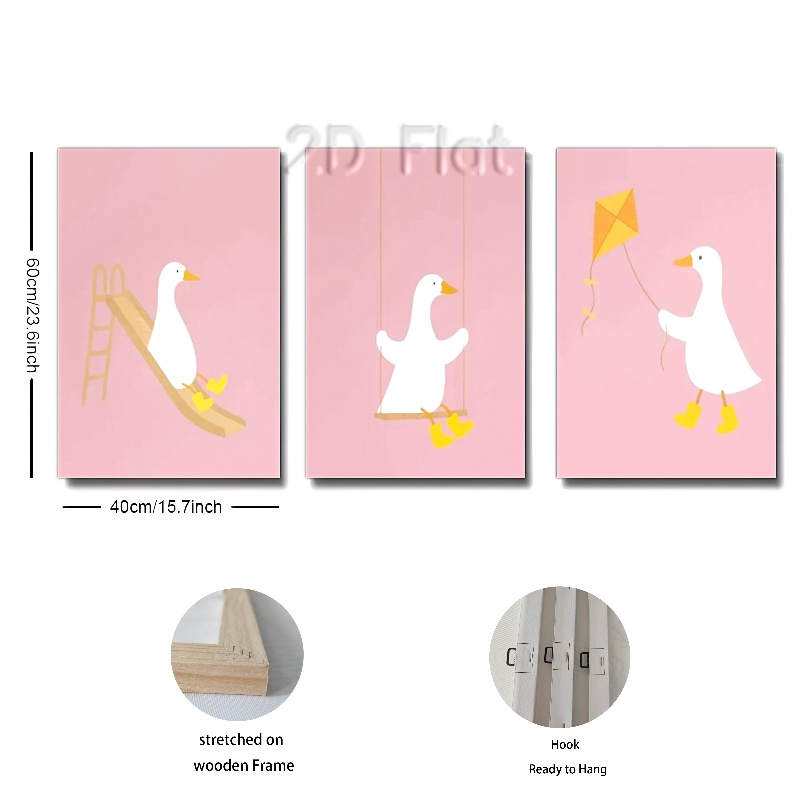 2D Flat
60cm/23.6inch
40cm/15.7inch
stretched on
wooden Frame
Hook
Ready to Hang